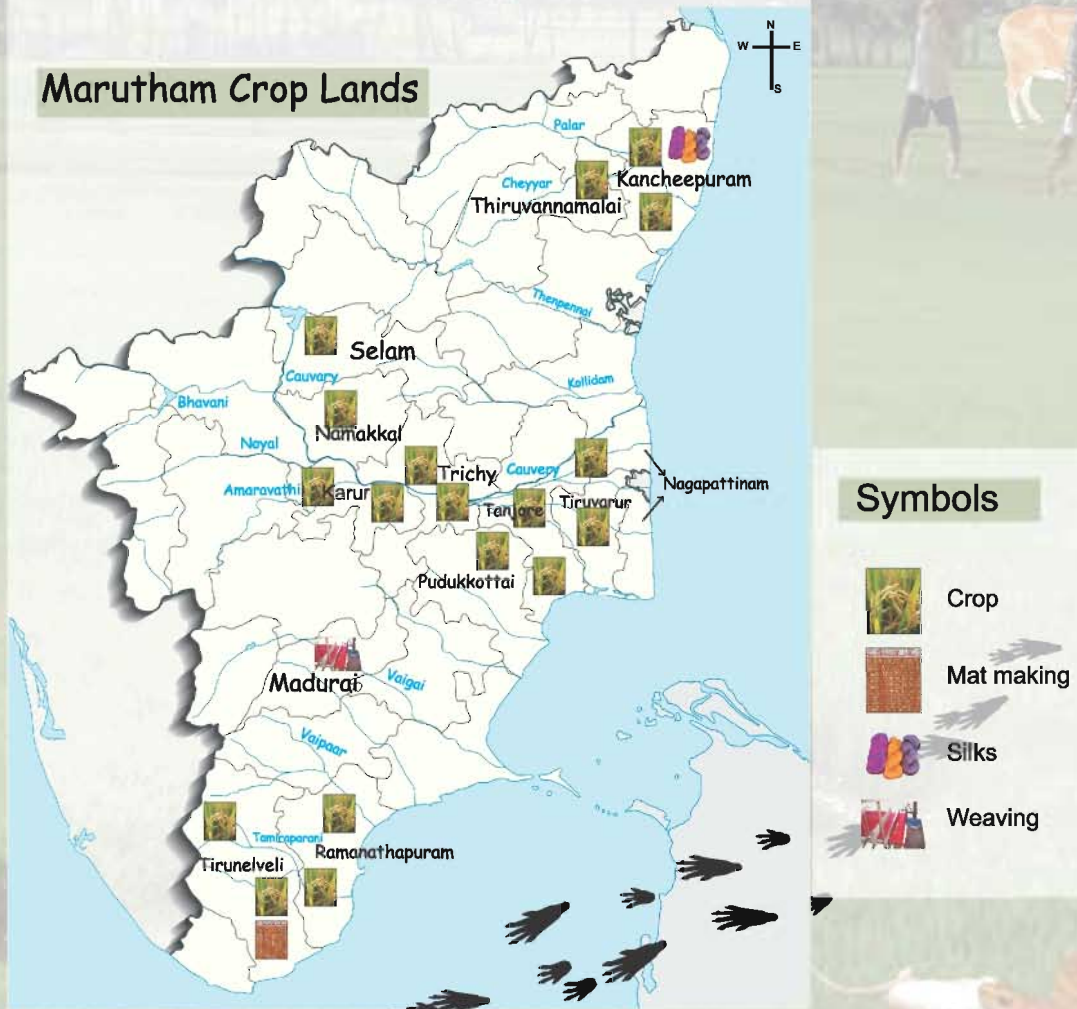 Marutham Crop Lands
N
W E
S
Palar
Kancheepuram
Cheyyar
Thiruvannamalai
Thenpennai
Selam
Cauvary
Kollidam
Bhavani
Namakkal
Noyal
Trichy
Cauvery
Nagapattinam
Amaravathi
Karur
Tanjore
Tiruvarur
Pudukkottai
Madurai
Vaigai
Vaipaar
Tamiraparani
Ramanathapuram
Tirunelveli
Symbols
Crop
Mat making
Silks
Weaving